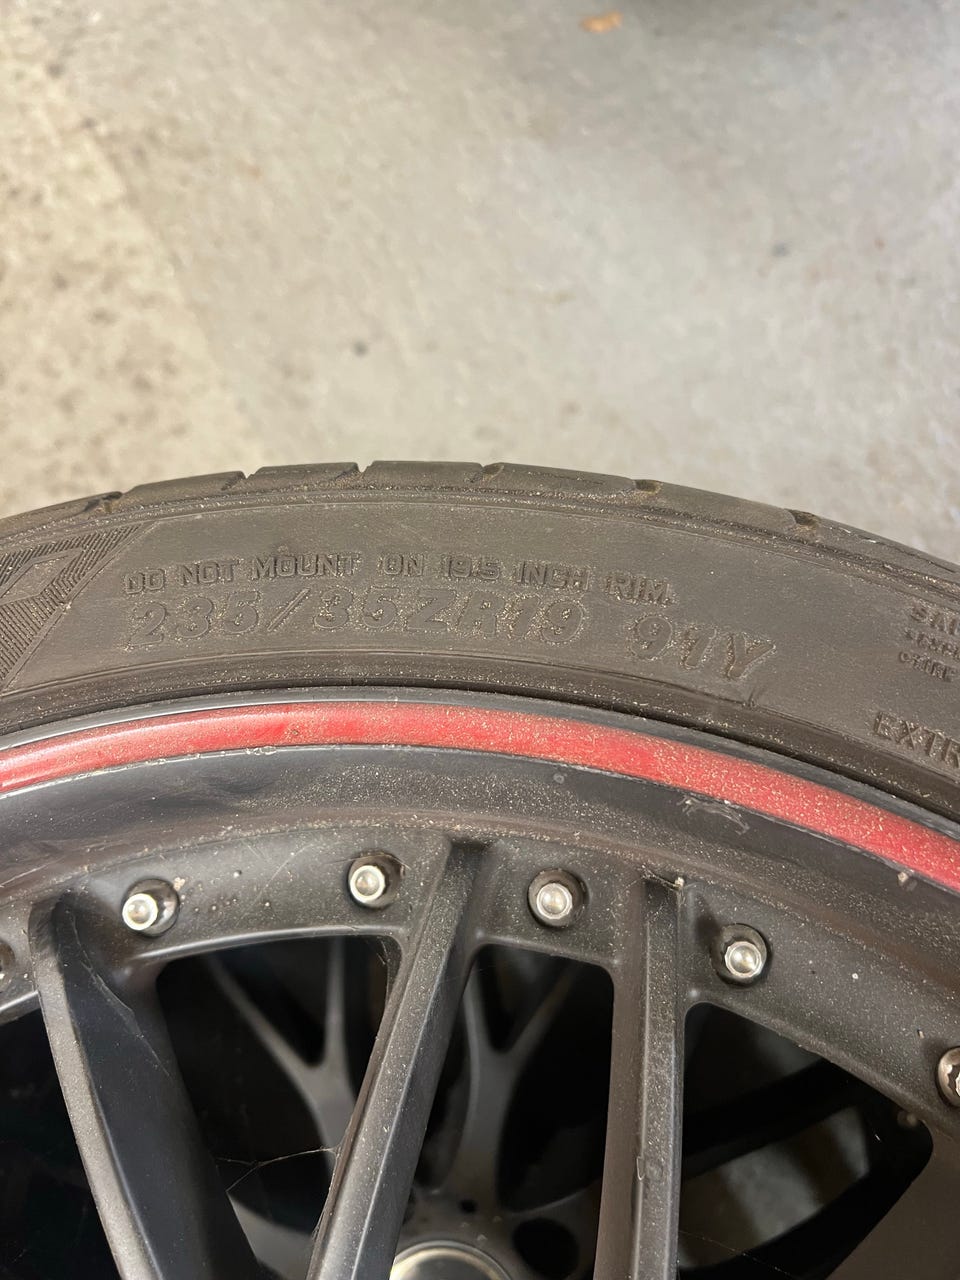 DO NOT MOUNT ON 19.5 INCH RIM.
235/35ZR19 91Y